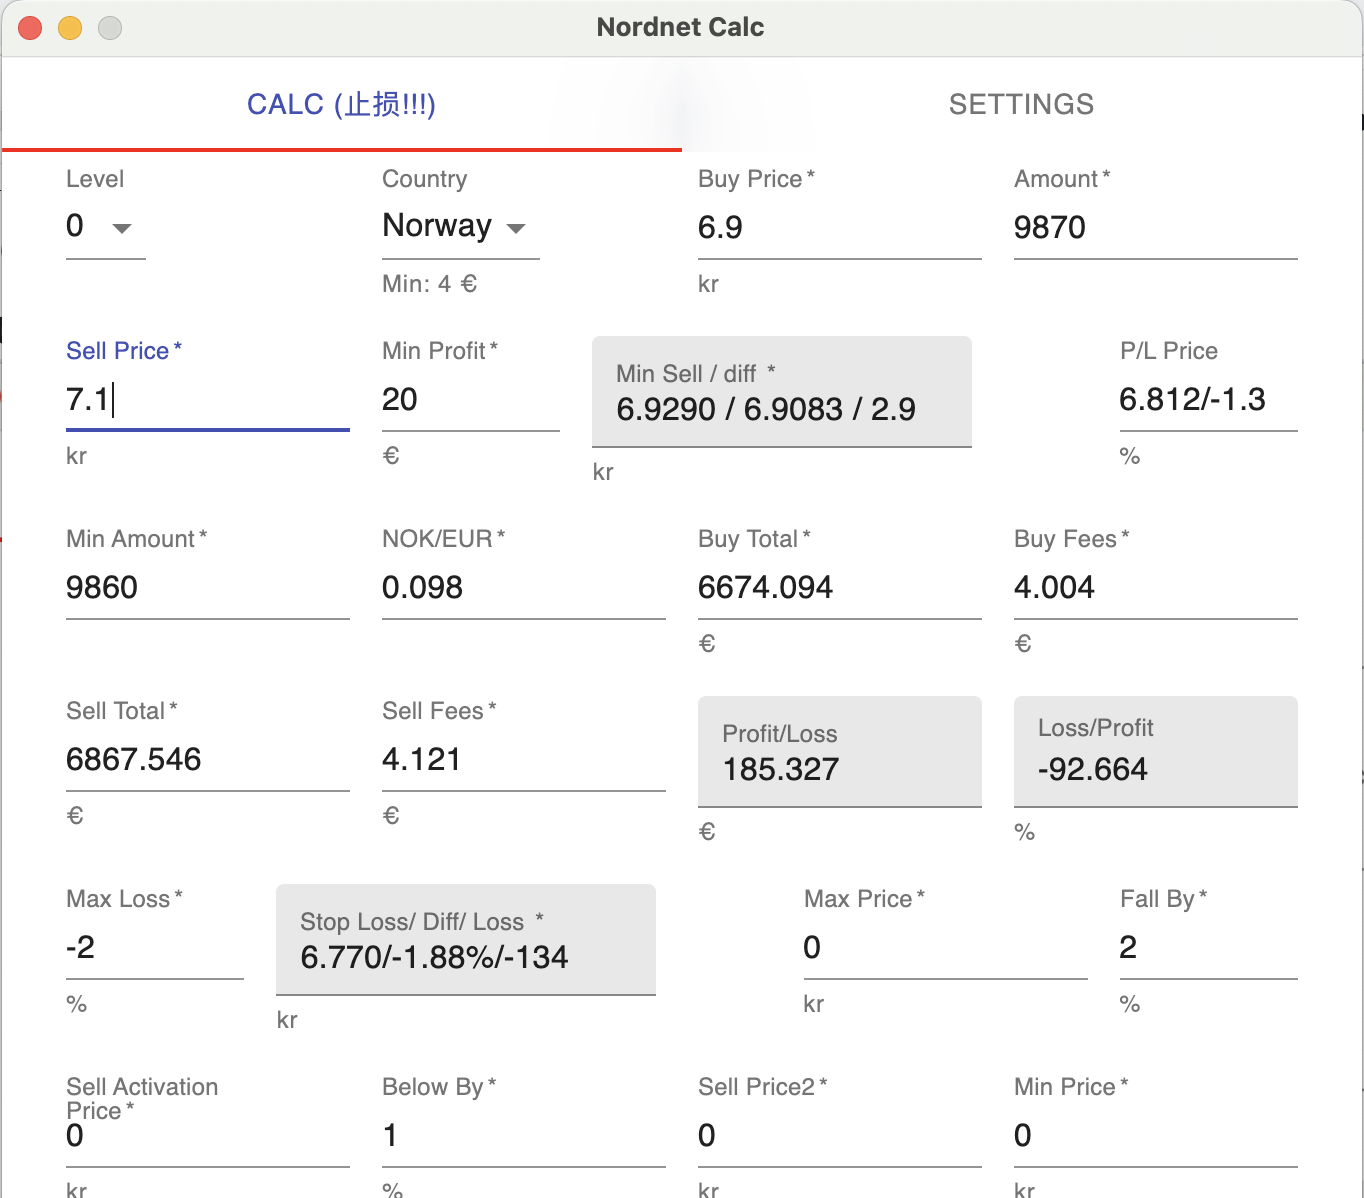 Nordnet Calc
CALC (止损!!!)
SETTINGS
Level
Country
Buy Price *
Amount *
0
Norway
6.9
9870
Min: 4 €
kr
Sell Price *
Min Profit *
Min Sell / diff *
P/L Price
7.1
20
6.9290 / 6.9083 / 2.9
6.812/-1.3
kr
€
kr
%
Min Amount *
NOK/EUR *
Buy Total *
Buy Fees *
9860
0.098
6674.094
4.004
€
€
Sell Total *
Sell Fees *
Profit/Loss
Loss/Profit
6867.546
4.121
185.327
-92.664
€
€
€
%
Max Loss *
Stop Loss/ Diff/ Loss *
Max Price *
Fall By *
-2
6.770/-1.88%/-134
0
2
%
kr
kr
%
Sell Activation
Price *
Below By *
Sell Price2 *
Min Price *
0
1
0
0
kr
%
kr
kr